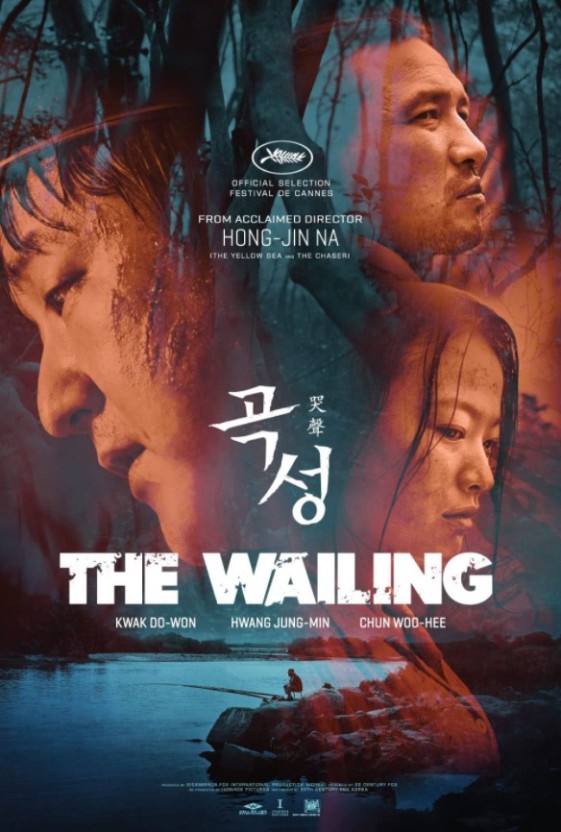 OFFICIAL SELECTION
FESTIVAL DE CANNES
FROM ACCLAIMED DIRECTOR
HONG-JIN NA
(THE YELLOW SEA AND THE CHASER)
곡성
哭聲
THE WAILING
KWAK DO-WON HWANG JUNG-MIN CHUN WOO-HEE